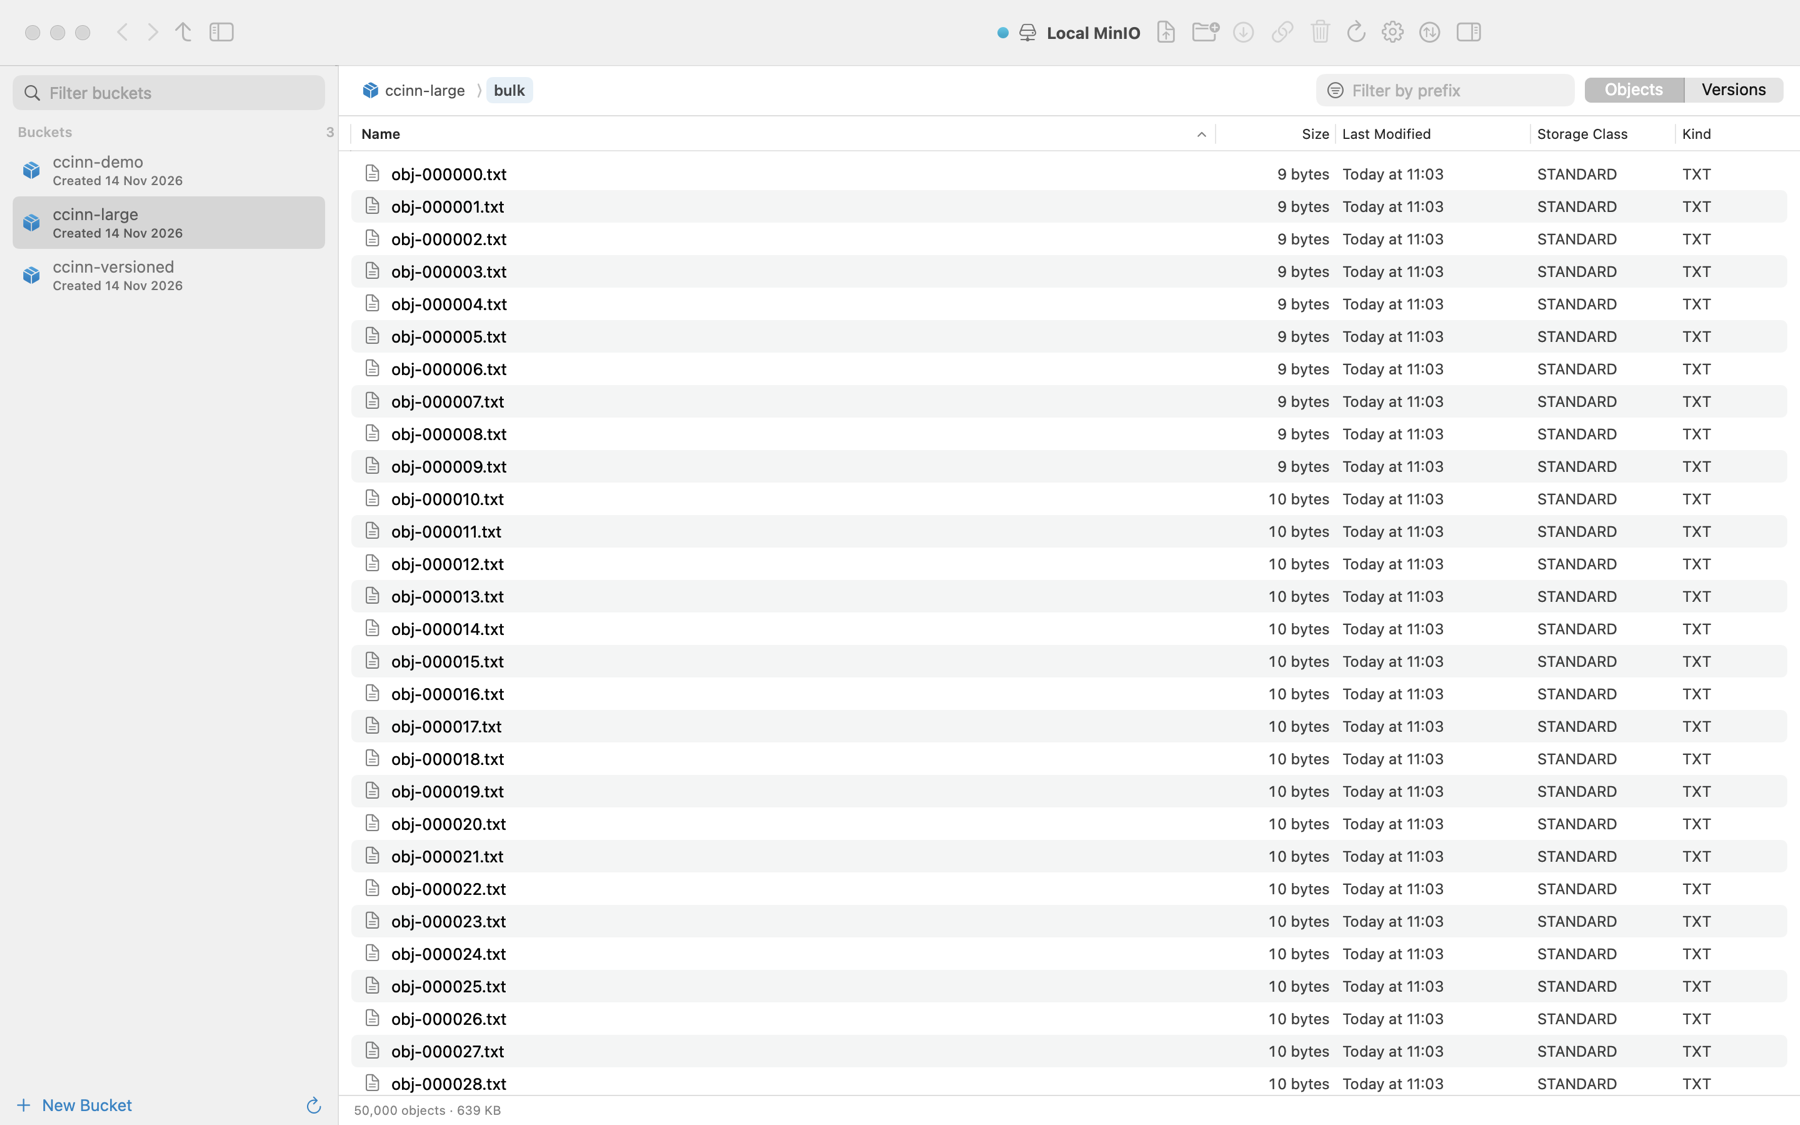 Local MinIO
Filter buckets
Buckets 3
ccinn-demo
Created 14 Nov 2026
ccinn-large
Created 14 Nov 2026
ccinn-versioned
Created 14 Nov 2026
New Bucket
ccinn-large bulk
Filter by prefix
Objects Versions
Name Size Last Modified Storage Class Kind
obj-000000.txt 9 bytes Today at 11:03 STANDARD TXT
obj-000001.txt 9 bytes Today at 11:03 STANDARD TXT
obj-000002.txt 9 bytes Today at 11:03 STANDARD TXT
obj-000003.txt 9 bytes Today at 11:03 STANDARD TXT
obj-000004.txt 9 bytes Today at 11:03 STANDARD TXT
obj-000005.txt 9 bytes Today at 11:03 STANDARD TXT
obj-000006.txt 9 bytes Today at 11:03 STANDARD TXT
obj-000007.txt 9 bytes Today at 11:03 STANDARD TXT
obj-000008.txt 9 bytes Today at 11:03 STANDARD TXT
obj-000009.txt 9 bytes Today at 11:03 STANDARD TXT
obj-000010.txt 10 bytes Today at 11:03 STANDARD TXT
obj-000011.txt 10 bytes Today at 11:03 STANDARD TXT
obj-000012.txt 10 bytes Today at 11:03 STANDARD TXT
obj-000013.txt 10 bytes Today at 11:03 STANDARD TXT
obj-000014.txt 10 bytes Today at 11:03 STANDARD TXT
obj-000015.txt 10 bytes Today at 11:03 STANDARD TXT
obj-000016.txt 10 bytes Today at 11:03 STANDARD TXT
obj-000017.txt 10 bytes Today at 11:03 STANDARD TXT
obj-000018.txt 10 bytes Today at 11:03 STANDARD TXT
obj-000019.txt 10 bytes Today at 11:03 STANDARD TXT
obj-000020.txt 10 bytes Today at 11:03 STANDARD TXT
obj-000021.txt 10 bytes Today at 11:03 STANDARD TXT
obj-000022.txt 10 bytes Today at 11:03 STANDARD TXT
obj-000023.txt 10 bytes Today at 11:03 STANDARD TXT
obj-000024.txt 10 bytes Today at 11:03 STANDARD TXT
obj-000025.txt 10 bytes Today at 11:03 STANDARD TXT
obj-000026.txt 10 bytes Today at 11:03 STANDARD TXT
obj-000027.txt 10 bytes Today at 11:03 STANDARD TXT
obj-000028.txt 10 bytes Today at 11:03 STANDARD TXT
50,000 objects · 639 KB